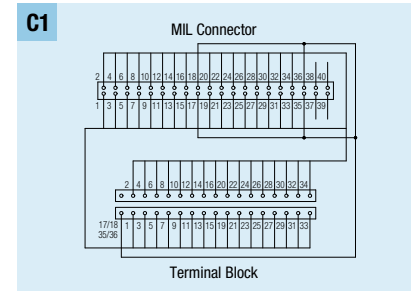 C1
MIL Connector
2 4 6 8 10 12 14 16 18 20 22 24 26 28 30 32 34 36 38 40
1 3 5 7 9 11 13 15 17 19 21 23 25 27 29 31 33 35 37 39
2 4 6 8 10 12 14 16 20 22 24 26 28 30 32 34
17/18 1 3 5 7 9 11 13 15 19 21 23 25 27 29 31 33
35/36
Terminal Block